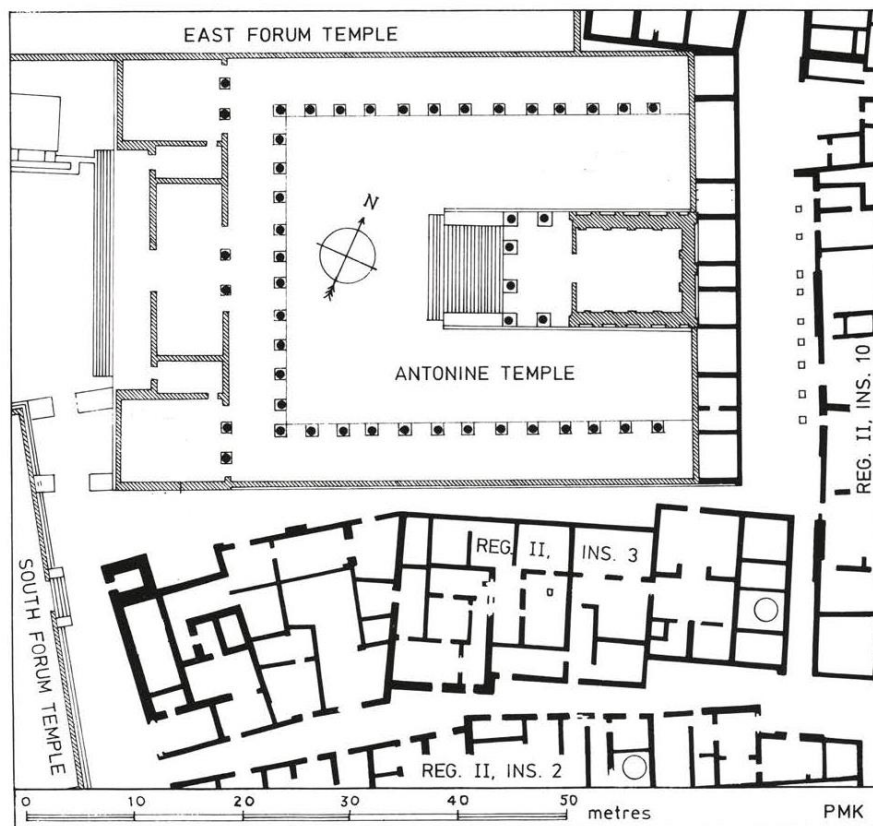 EAST FORUM TEMPLE
N
ANTONINE TEMPLE
REG. II, INS. 10
REG. II, INS. 3
SOUTH FORUM TEMPLE
REG. II, INS. 2
0 10 20 30 40 50 metres PMK